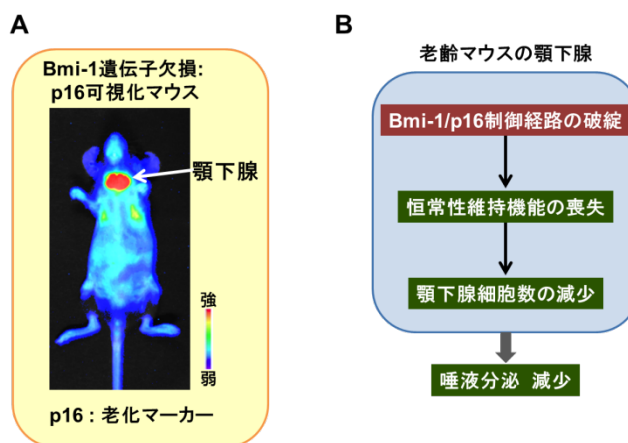 A
Bmi-1遺伝子欠損:
p16可視化マウス
顎下腺
強
弱
p16 : 老化マーカー
B
老齢マウスの顎下腺
Bmi-1/p16制御経路の破綻
恒常性維持機能の喪失
顎下腺細胞数の減少
唾液分泌 減少